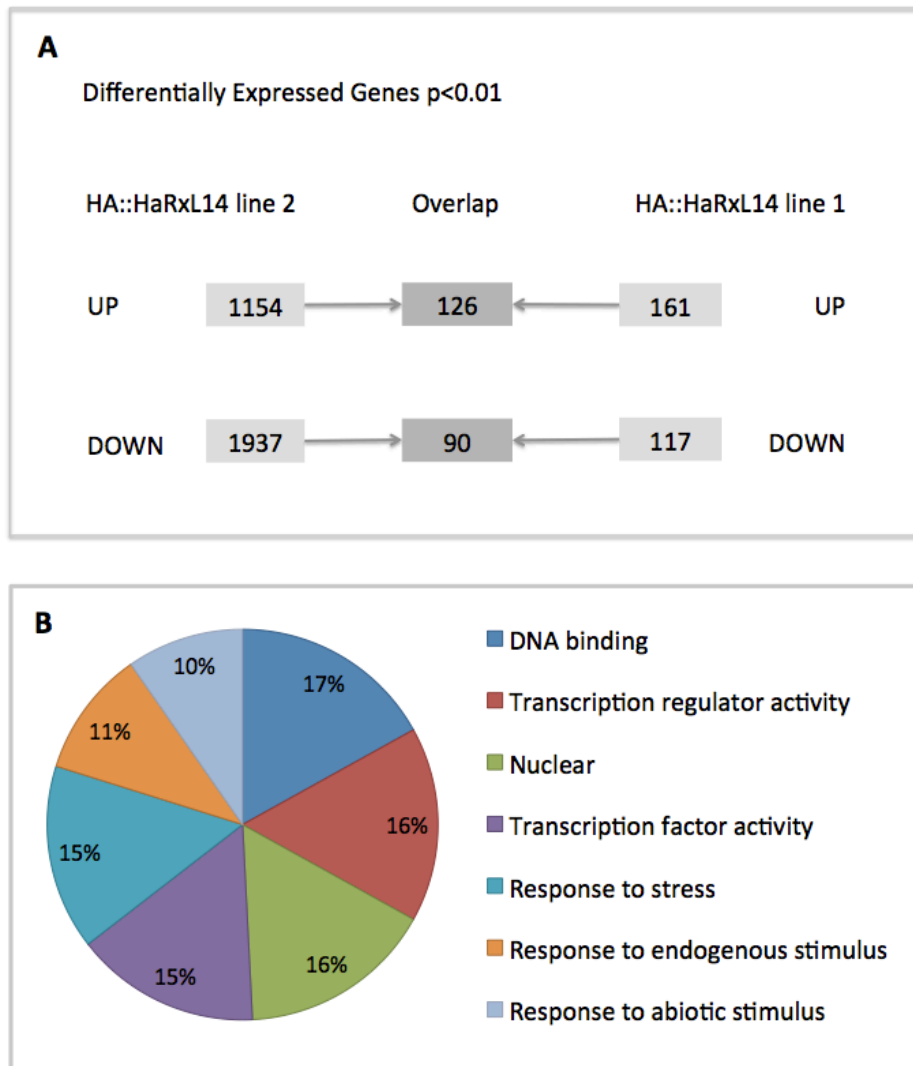 A
Differentially Expressed Genes p<0.01
HA::HaRxL14 line 2 Overlap HA::HaRxL14 line 1
UP 1154 126 161 UP
DOWN 1937 90 117 DOWN
B
10% 17%
11%
16%
15%
15% 16%
DNA binding
Transcription regulator activity
Nuclear
Transcription factor activity
Response to stress
Response to endogenous stimulus
Response to abiotic stimulus